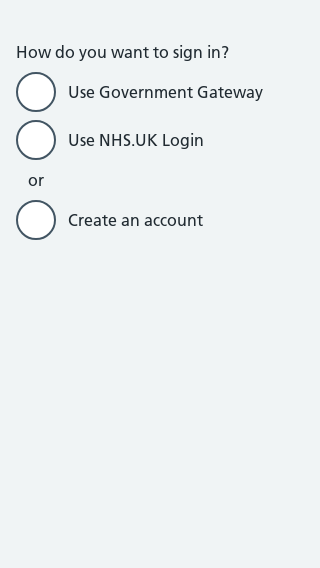 How do you want to sign in?
Use Government Gateway
Use NHS.UK Login
or
Create an account